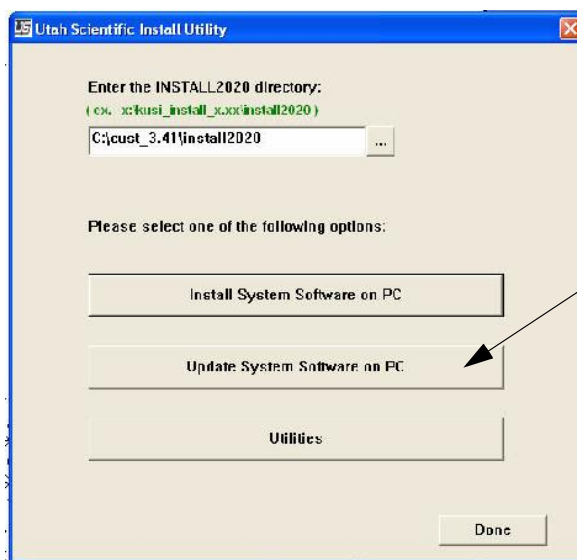 Utah Scientific Install Utility
Enter the INSTALL2020 directory:
( ex. x:\usi_install_x.xx\install2020 )
C:\cust_3.41\install2020
...
Please select one of the following options:
Install System Software on PC
Update System Software on PC
Utilities
Done